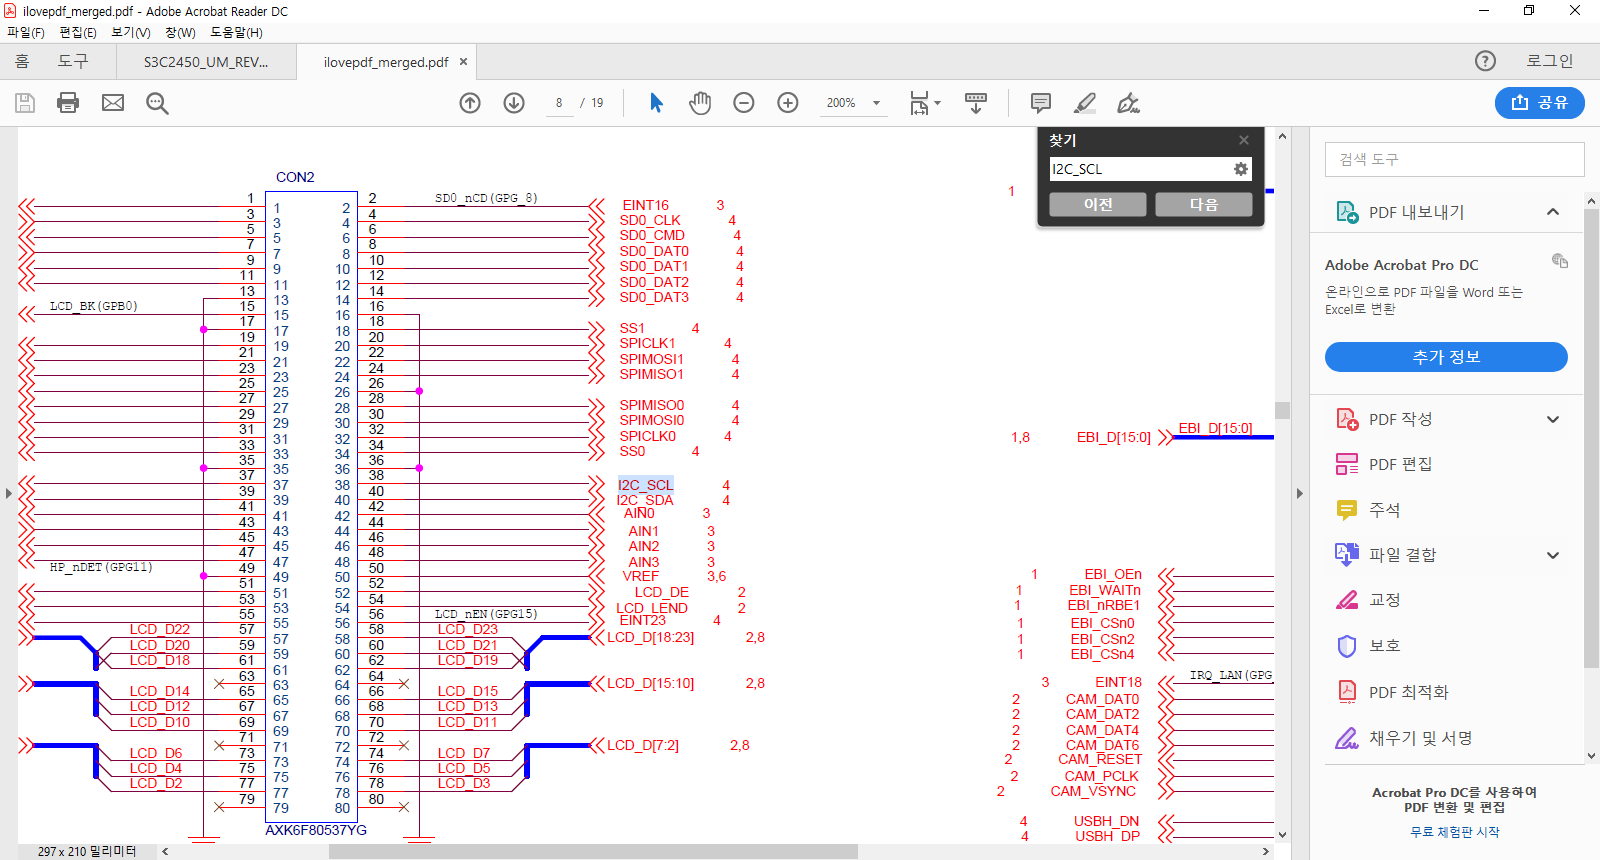 ilovepdf_merged.pdf - Adobe Acrobat Reader DC
파일(F) 편집(E) 보기(V) 창(W) 도움말(H)
홈 도구 S3C2450_UM_REV... ilovepdf_merged.pdf × 로그인
8 / 19 200% 공유
찾기
I2C_SCL
이전 다음
CON2
1 1 2 2 SD0_nCD(GPG_8) EINT16 3
3 3 4 4 SD0_CLK 4
5 5 6 6 SD0_CMD 4
7 7 8 8 SD0_DAT0 4
9 9 10 10 SD0_DAT1 4
11 11 12 12 SD0_DAT2 4
13 13 14 14 SD0_DAT3 4
LCD_BK(GPB0) 15 15 16 16
17 17 18 18 SS1 4
19 19 20 20 SPICLK1 4
21 21 22 22 SPIMOSI1 4
23 23 24 24 SPIMISO1 4
25 25 26 26
27 27 28 28 SPIMISO0 4
29 29 30 30 SPIMOSI0 4
31 31 32 32 SPICLK0 4
33 33 34 34 SS0 4
35 35 36 36
37 37 38 38 I2C_SCL 4
39 39 40 40 I2C_SDA 4
41 41 42 42 AIN0 3
43 43 44 44 AIN1 3
45 45 46 46 AIN2 3
47 47 48 48 AIN3 3
HP_nDET(GPG11) 49 49 50 50 VREF 3,6
51 51 52 52 LCD_DE 2
53 53 54 54 LCD_LEND 2
55 55 56 56 LCD_nEN(GPG15) EINT23 4
LCD_D22 57 57 58 58 LCD_D23 LCD_D[18:23] 2,8
LCD_D20 59 59 60 60 LCD_D21
LCD_D18 61 61 62 62 LCD_D19
63 63 64 64 LCD_D[15:10] 2,8
LCD_D14 65 65 66 66 LCD_D15
LCD_D12 67 67 68 68 LCD_D13
LCD_D10 69 69 70 70 LCD_D11
71 71 72 72 LCD_D[7:2] 2,8
LCD_D6 73 73 74 74 LCD_D7
LCD_D4 75 75 76 76 LCD_D5
LCD_D2 77 77 78 78 LCD_D3
79 79 80 80
AXK6F80537YG
1
1,8 EBI_D[15:0] EBI_D[15:0]
1 EBI_OEn
1 EBI_WAITn
1 EBI_nRBE1
1 EBI_CSn0
1 EBI_CSn2
1 EBI_CSn4
3 EINT18 IRQ_LAN(GPG
2 CAM_DAT0
2 CAM_DAT2
2 CAM_DAT4
2 CAM_DAT6
2 CAM_RESET
2 CAM_PCLK
2 CAM_VSYNC
4 USBH_DN
4 USBH_DP
297 x 210 밀리미터
검색 도구
PDF 내보내기
Adobe Acrobat Pro DC
온라인으로 PDF 파일을 Word 또는
Excel로 변환
추가 정보
PDF 작성
PDF 편집
주석
파일 결합
교정
보호
PDF 최적화
채우기 및 서명
Acrobat Pro DC를 사용하여
PDF 변환 및 편집
무료 체험판 시작